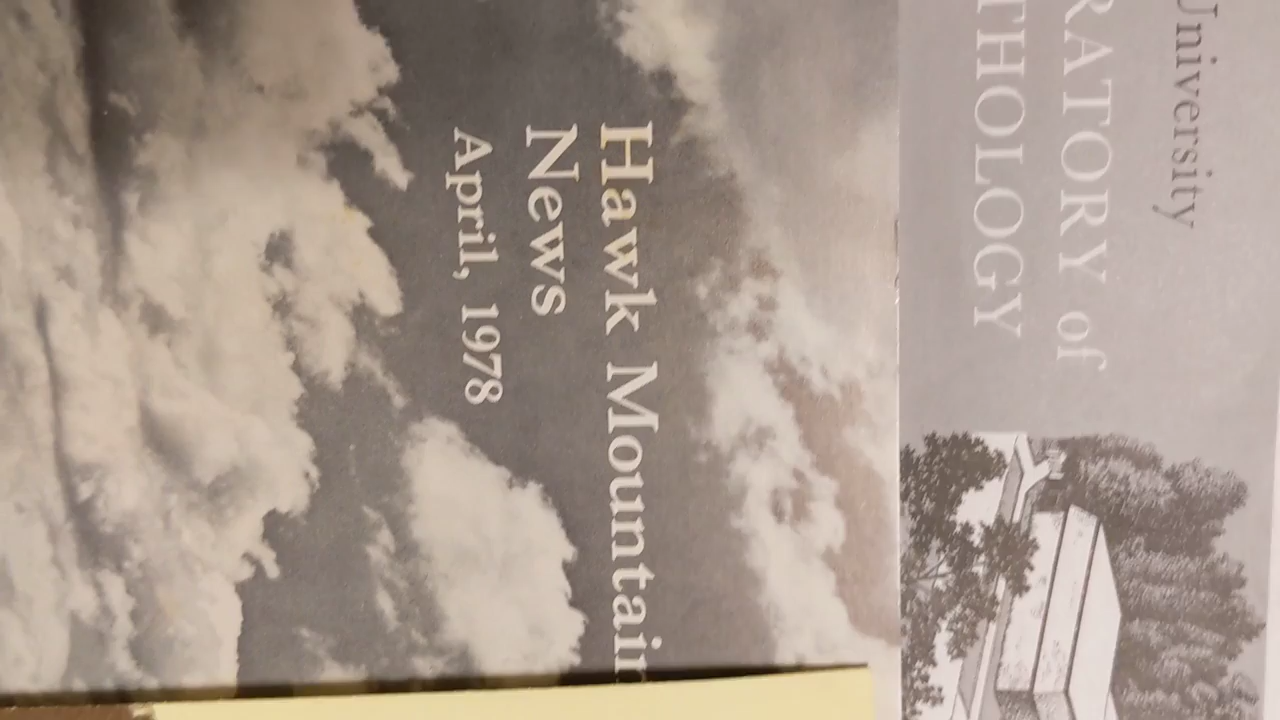 Hawk Mountain
News
April, 1978
University
RATORY of
THOLOGY